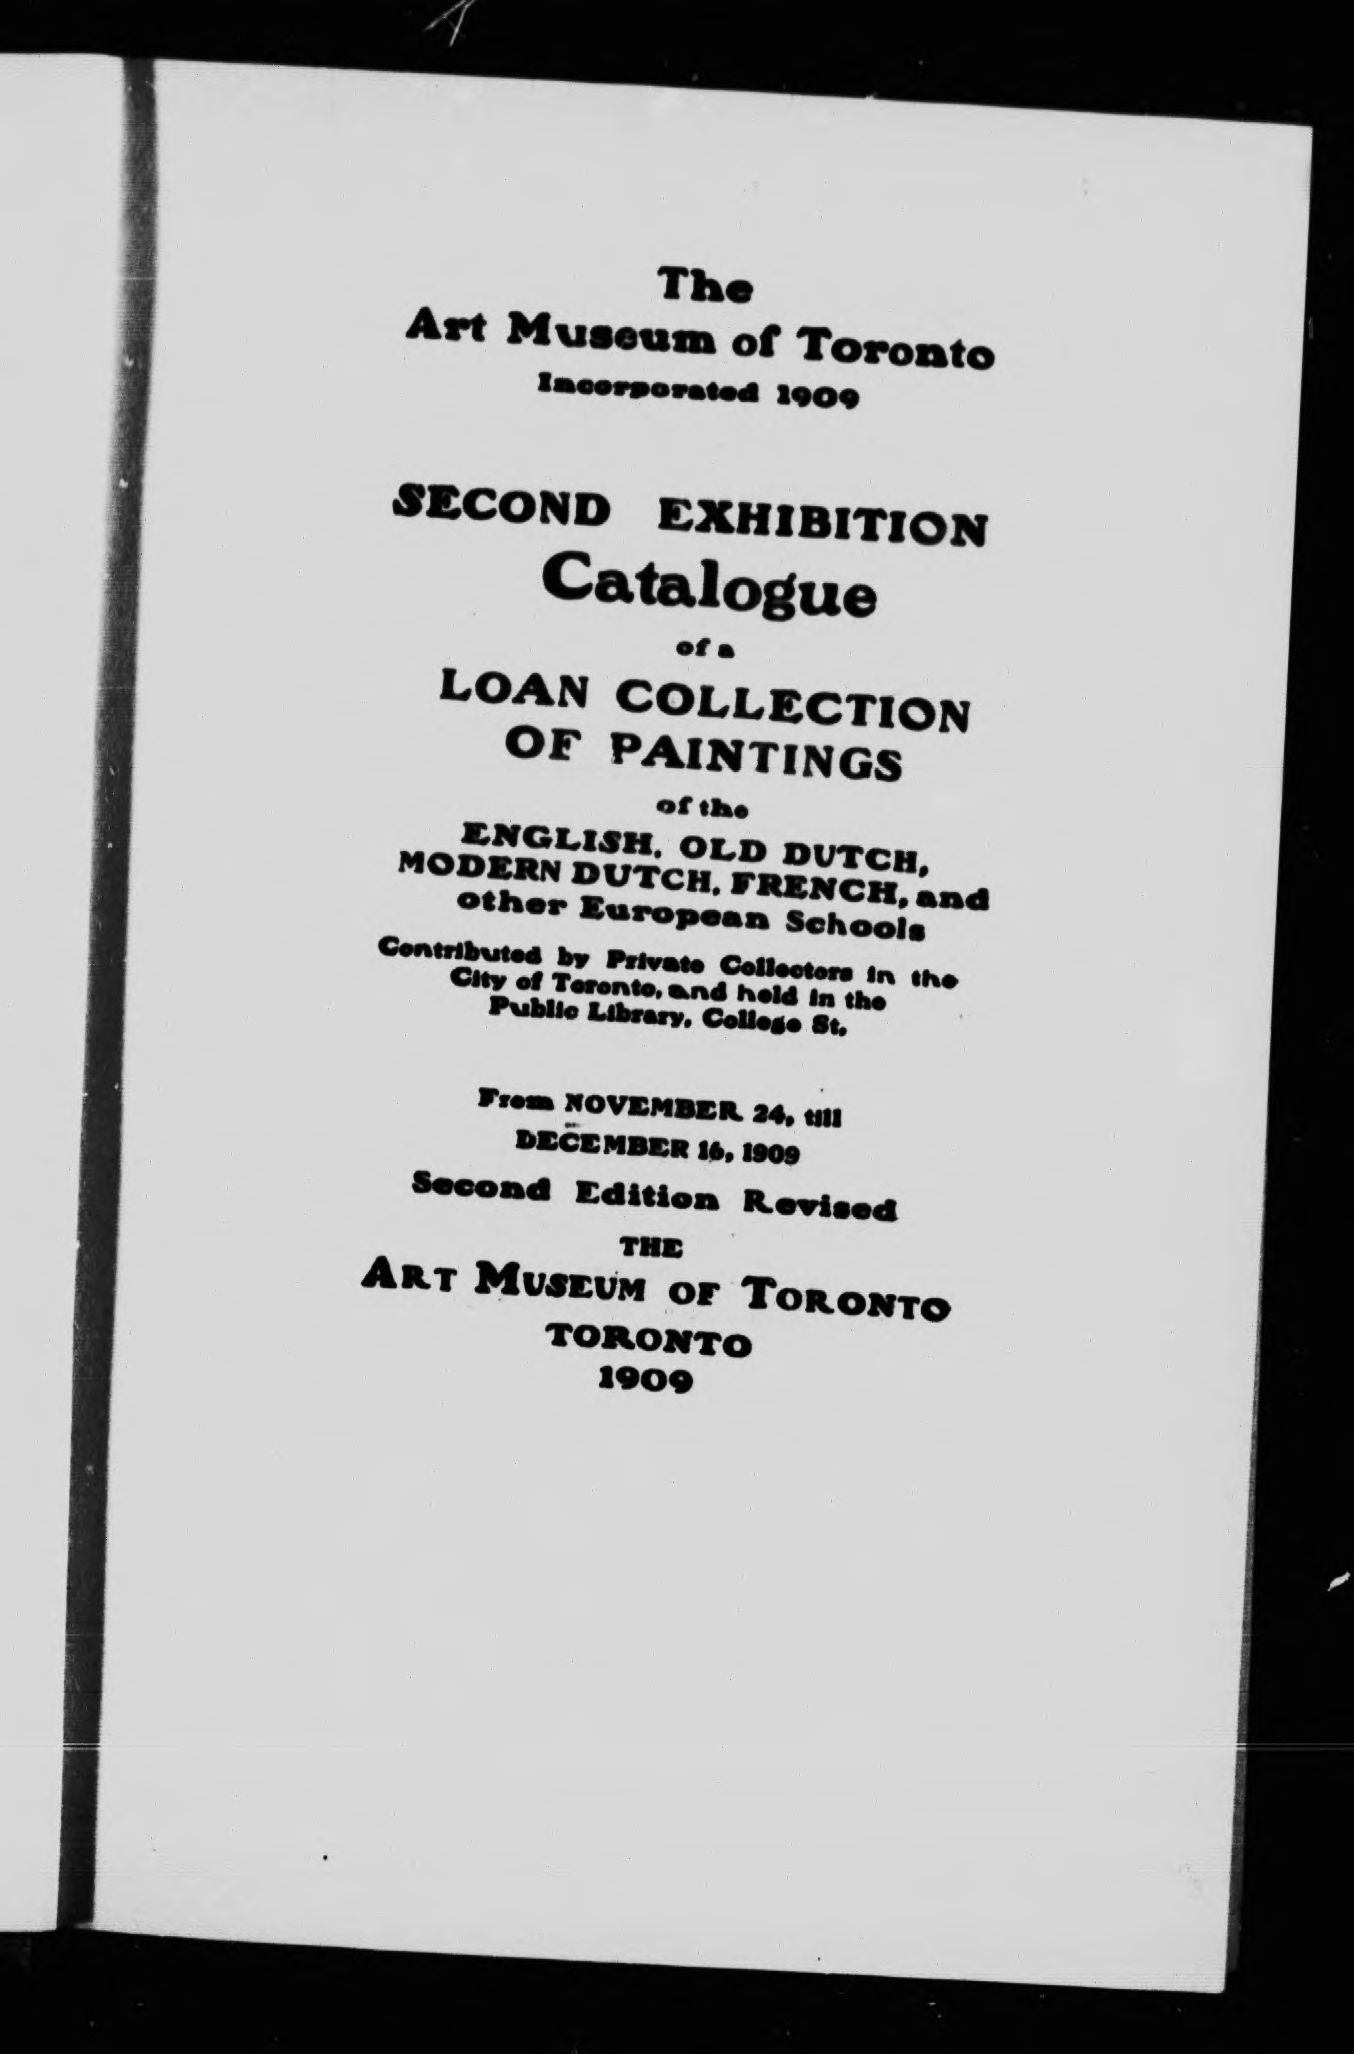 The
Art Museum of Toronto
Incorporated 1909
SECOND EXHIBITION
Catalogue
of a
LOAN COLLECTION
OF PAINTINGS
of the
ENGLISH, OLD DUTCH,
MODERN DUTCH, FRENCH, and
other European Schools
Contributed by Private Collectors in the
City of Toronto, and held in the
Public Library, College St.
From NOVEMBER 24, till
DECEMBER 16, 1909
Second Edition Revised
THE
ART MUSEUM OF TORONTO
TORONTO
1909